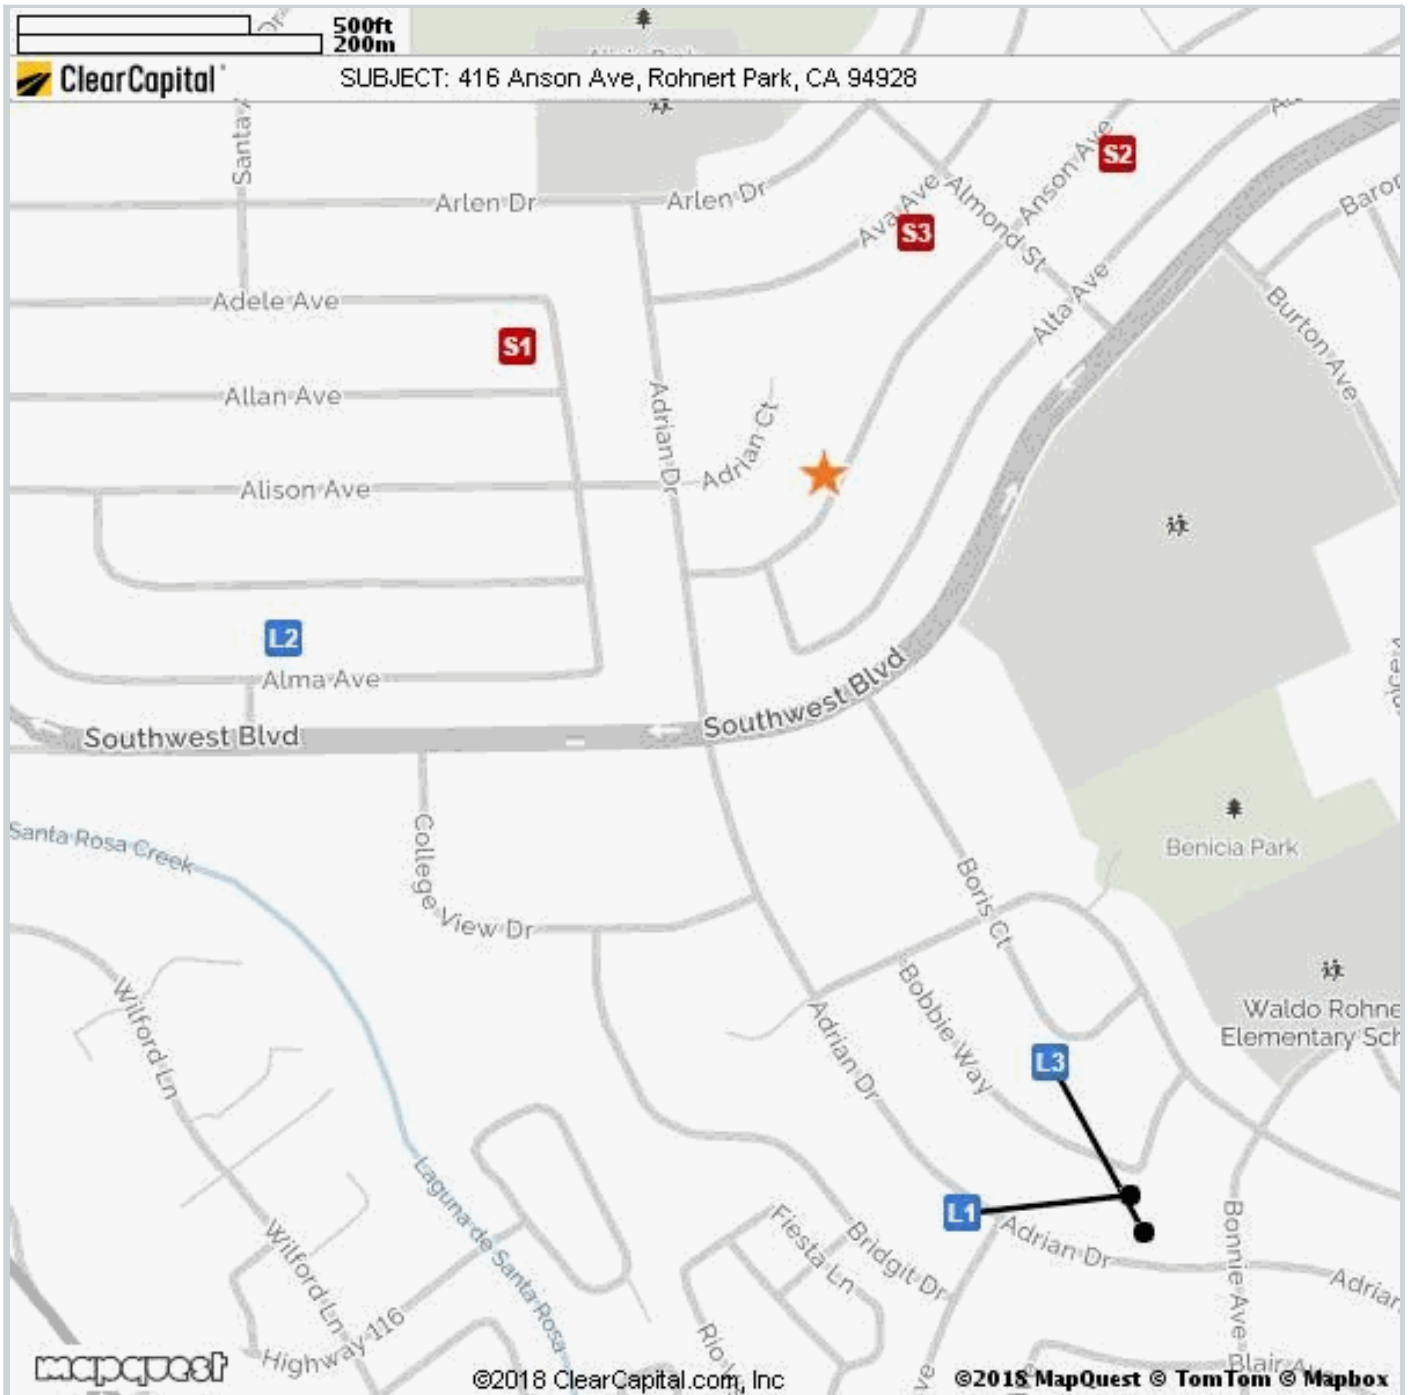 500ft
200m
ClearCapital
SUBJECT: 416 Anson Ave, Rohnert Park, CA 94928
Santa
S2
Anson Ave
Arlen Dr
Arlen Dr
Ava Ave
Almond St
Baron
S3
Adele Ave
Alta Ave
Burton Ave
S1
Allan Ave
Adrian Dr
Adrian Ct
Alison Ave
L2
Alma Ave
Southwest Blvd
Southwest Blvd
Santa Rosa Creek
College View Dr
Benicia Park
Boris Ct
Bobbie Way
Wilford Ln
Adrian Dr
Waldo Rohne
Elementary Sch
L3
L1
Laguna de Santa Rosa
Adrian Dr
Fiesta Ln
Bridgit Dr
Bonnie Ave
Adrian
Wilford Ln
Highway 116
Rio L
Blair A
mapquest
©2018 ClearCapital.com, Inc
ve
©2018 MapQuest © TomTom © Mapbox